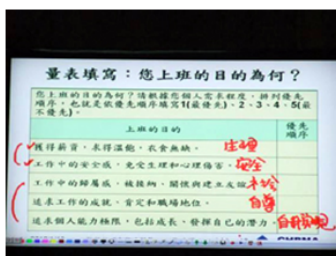 量表填寫：您上班的目的為何？
您上班的目的為何？請根據您個人需求程度，排列優先
順序，也就是依優先順序填寫1(最優先)、2、3、4、5(最
不優先)。
上班的目的 優先
順序
獲得薪資，求得溫飽，衣食無缺。 生理
工作中的安全感，免受生理和心理傷害。 安全
工作中的歸屬感，被接納、關懷與建立友誼
追求工作的成就，肯定和職場地位。 自尊
追求個人能力極限，包括成長、發揮自已的潛力。 自我實現